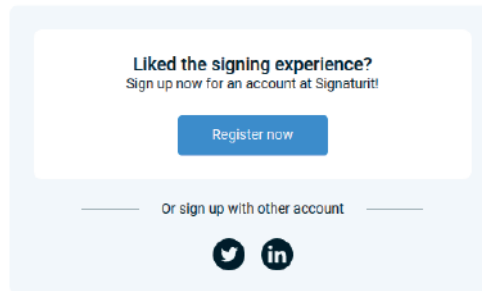 Liked the signing experience?
Sign up now for an account at Signaturit!
Register now
Or sign up with other account
in